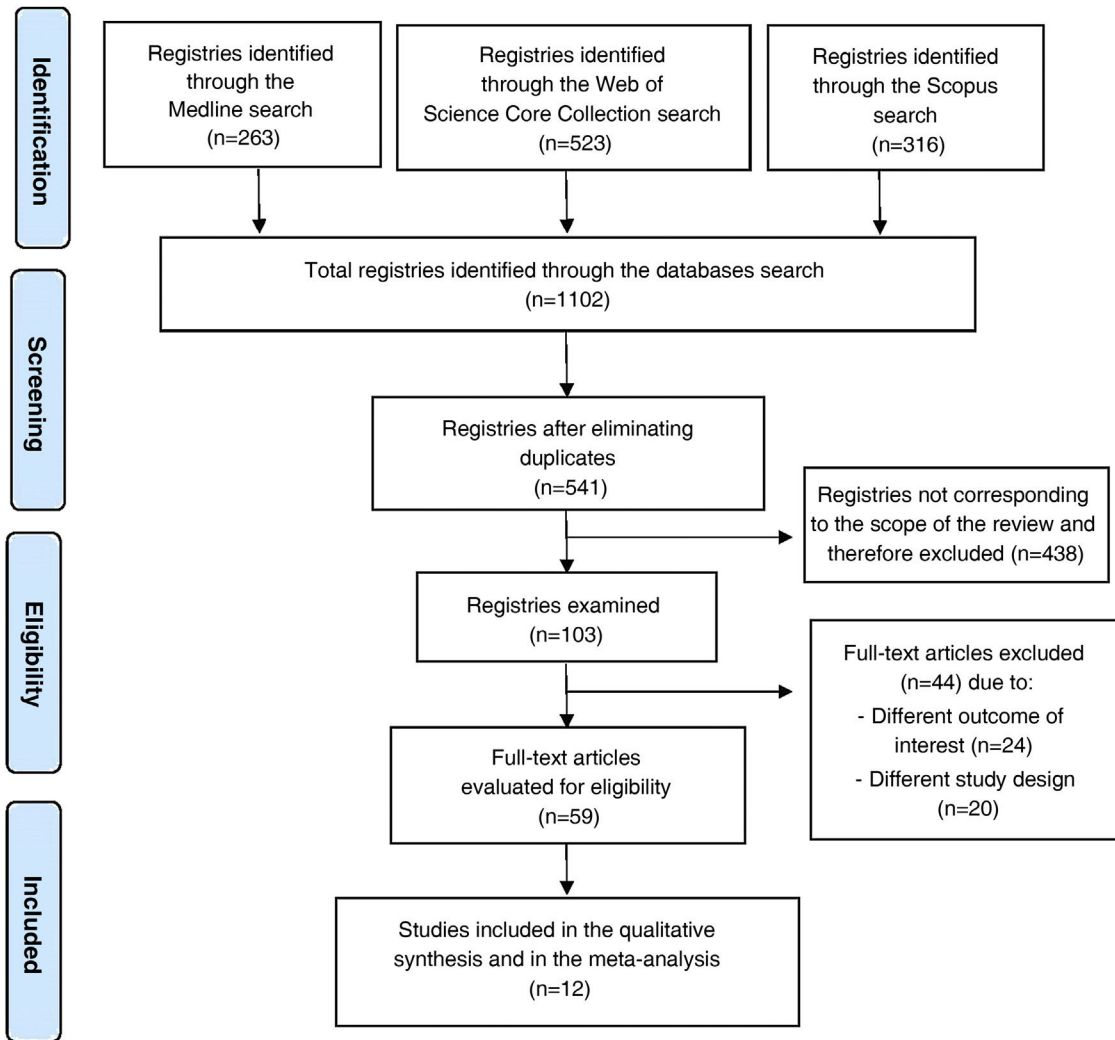 Identification
Registries identified
through the
Medline search
(n=263)
Registries identified
through the Web of
Science Core Collection search
(n=523)
Registries identified
through the Scopus
search
(n=316)
Total registries identified through the databases search
(n=1102)
Screening
Registries after eliminating
duplicates
(n=541)
Registries not corresponding
to the scope of the review and
therefore excluded (n=438)
Eligibility
Registries examined
(n=103)
Full-text articles excluded
(n=44) due to:
- Different outcome of
interest (n=24)
- Different study design
(n=20)
Full-text articles
evaluated for eligibility
(n=59)
Included
Studies included in the qualitative
synthesis and in the meta-analysis
(n=12)